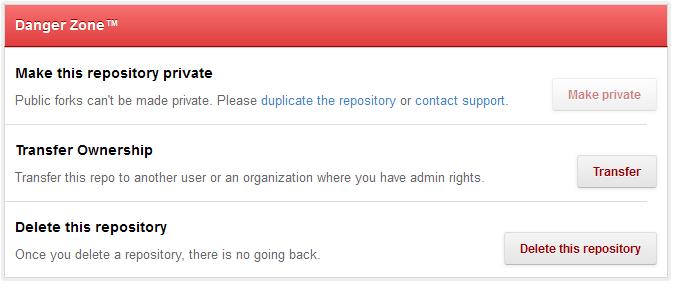 Danger Zone™
Make this repository private
Public forks can't be made private. Please duplicate the repository or contact support.
Make private
Transfer Ownership
Transfer this repo to another user or an organization where you have admin rights.
Transfer
Delete this repository
Once you delete a repository, there is no going back.
Delete this repository